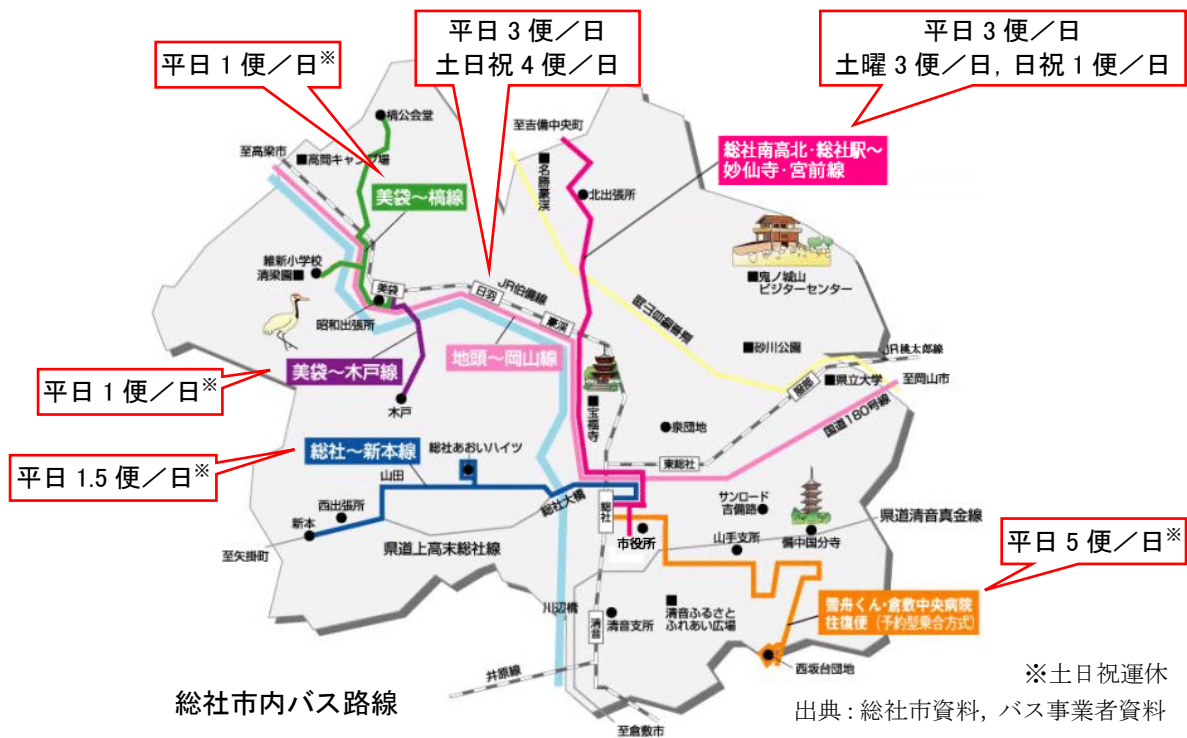 平日 3 便／日
土日祝 4 便／日
平日 3 便／日
土曜 3 便／日，日祝 1 便／日
平日 1 便／日※
槁公会堂
至高梁市
■高間キャンプ場
美袋～槁線
至吉備中央町
■名勝豪渓
北出張所
総社南高北・総社駅～
妙仙寺・宮前線
■鬼ノ城山
ビジターセンター
維新小学校
清梁園■
美袋
日羽
JR伯備線
豪渓
岡山自動車道
昭和出張所
美袋～木戸線
地頭～岡山線
■砂川公園
JR桃太郎線
服部
■県立大学
至岡山市
国道180号線
平日 1 便／日※
木戸
■宝福寺
泉団地
東総社
総社～新本線
総社あおいハイツ
平日 1.5 便／日※
山田
西出張所
新本
至矢掛町
県道上高末総社線
総社大橋
総社
市役所
サンロード
吉備路
山手支所
備中国分寺
県道清音真金線
平日 5 便／日※
川辺橋
清音
清音支所
■清音ふるさと
ふれあい広場
雪舟くん・倉敷中央病院
往復便（予約型乗合方式）
西坂台団地
井原線
至倉敷市
総社市内バス路線
※土日祝運休
出典：総社市資料，バス事業者資料